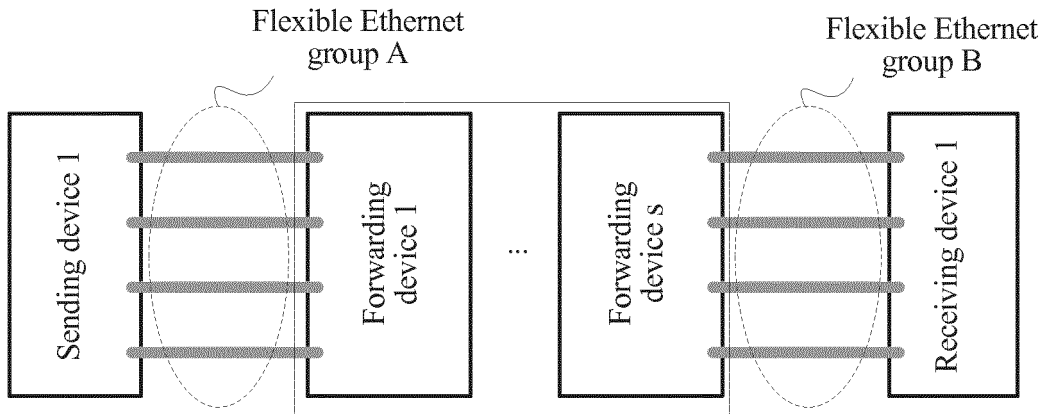 Flexible Ethernet
group A
Flexible Ethernet
group B
Sending device 1
Forwarding
device 1
...
Forwarding
device s
Receiving device 1